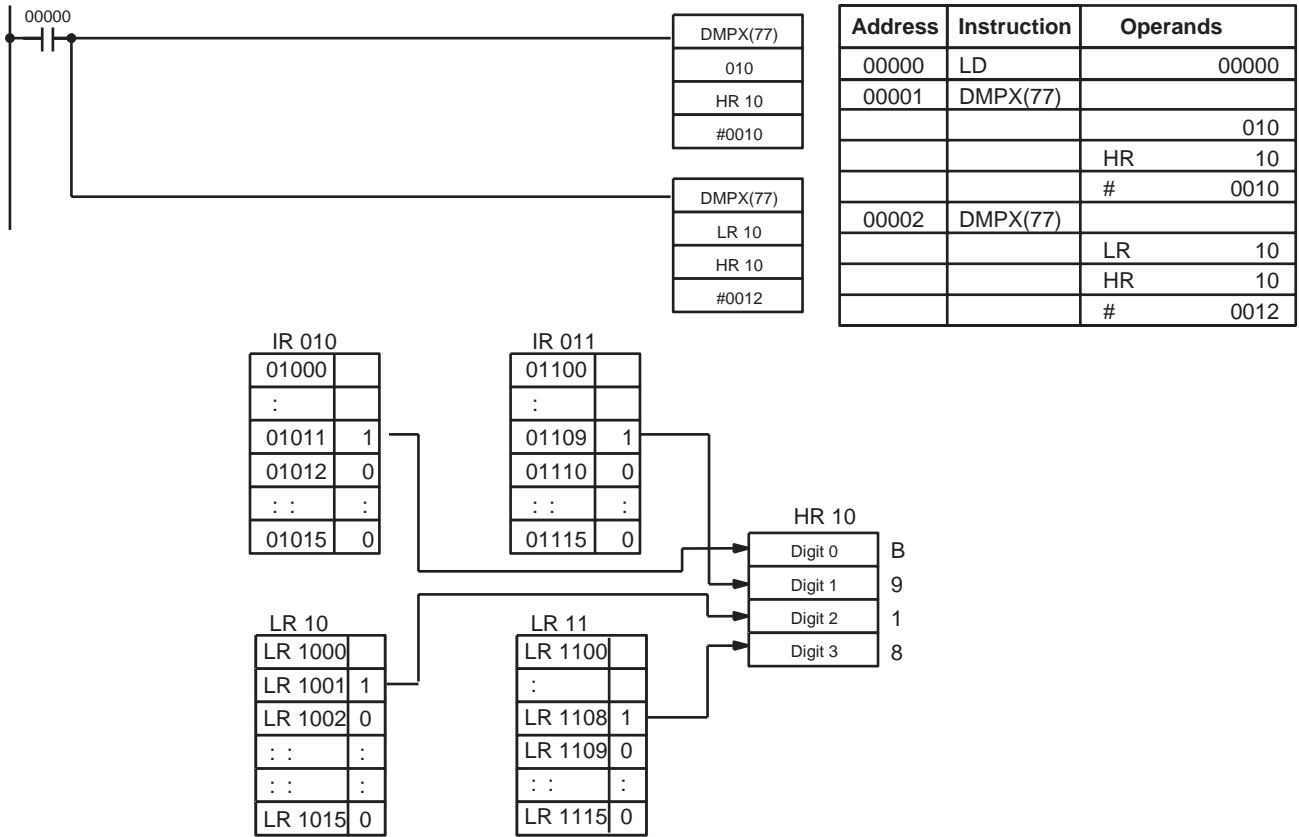 00000
DMPX(77)
010
HR 10
#0010
DMPX(77)
LR 10
HR 10
#0012
Address Instruction Operands
00000 LD 00000
00001 DMPX(77)
010
HR 10
# 0010
00002 DMPX(77)
LR 10
HR 10
# 0012
IR 010
01000
:
01011 1
01012 0
: : :
01015 0
IR 011
01100
:
01109 1
01110 0
: : :
01115 0
HR 10
Digit 0 B
Digit 1 9
Digit 2 1
Digit 3 8
LR 10
LR 1000
LR 1001 1
LR 1002 0
: : :
: : :
LR 1015 0
LR 11
LR 1100
:
LR 1108 1
LR 1109 0
: : :
LR 1115 0